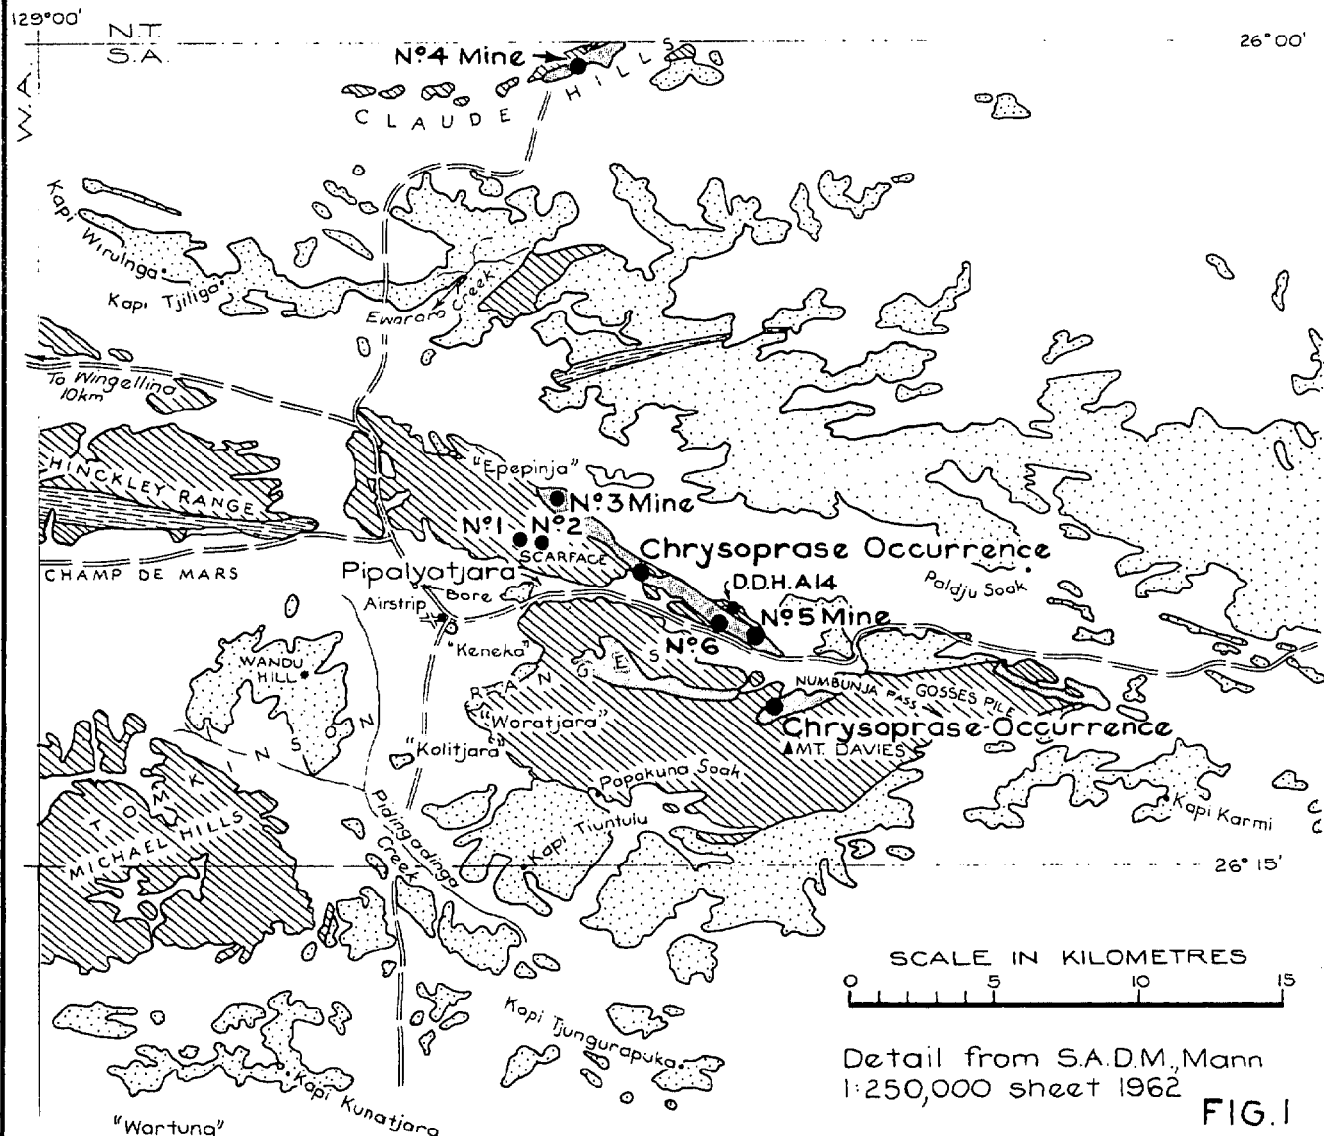 129°00'
N.T.
S.A.
W.A.
26°00'
Nº4 Mine
CLAUDE HILLS
Kapi Wirulnga
Kapi Tjiliga
Ewarara Creek
To Wingellina
10km
HINCKLEY RANGE
"Epepinja"
Nº3 Mine
Nº1
Nº2
SCARFACE
Chrysoprase Occurrence
CHAMP DE MARS
Pipalyatjara
Bore
D.D.H. A14
Paldju Soak
Airstrip
Nº5 Mine
"Keneka"
Nº6
WANDU
HILL
NUMBUNJA PASS
GOSSES PILE
"Woratjara"
Chrysoprase Occurrence
"Kolitjara"
MT. DAVIES
TOMKINSON RANGES
Papakuna Soak
MICHAEL HILLS
Pidingadinga
Creek
Kapi Tiuntulu
Kapi Karmi
26°15'
SCALE IN KILOMETRES
0 5 10 15
Kapi Tjungurapuka
Detail from S.A.D.M., Mann
1:250,000 sheet 1962
Kapi Kunatjara
"Wartuna"
FIG.1